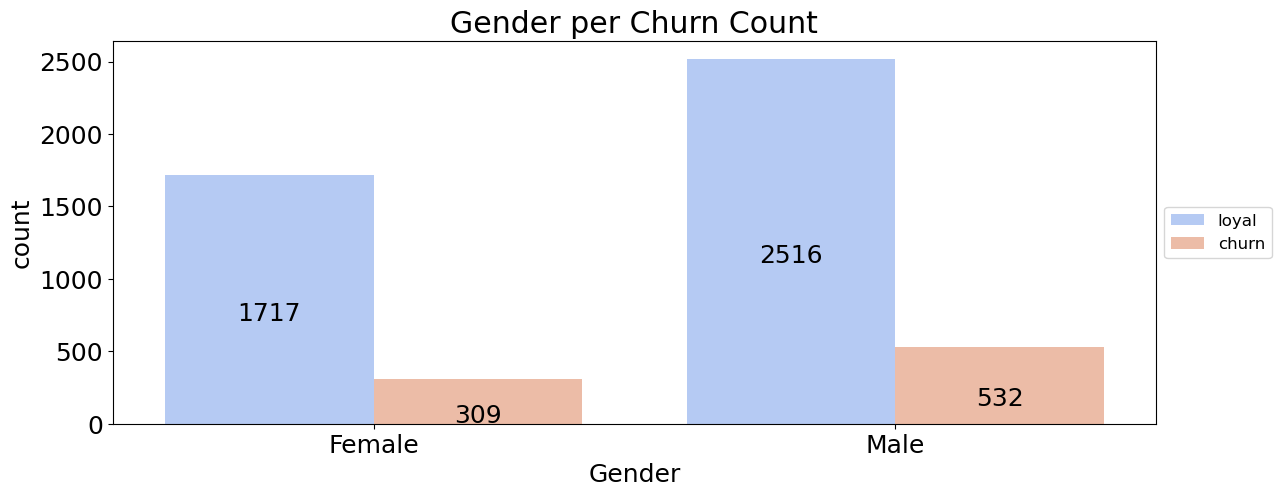 Gender per Churn Count
count
2500
2000
1500
1000
500
0
1717
309
2516
532
Female
Male
Gender
loyal
churn